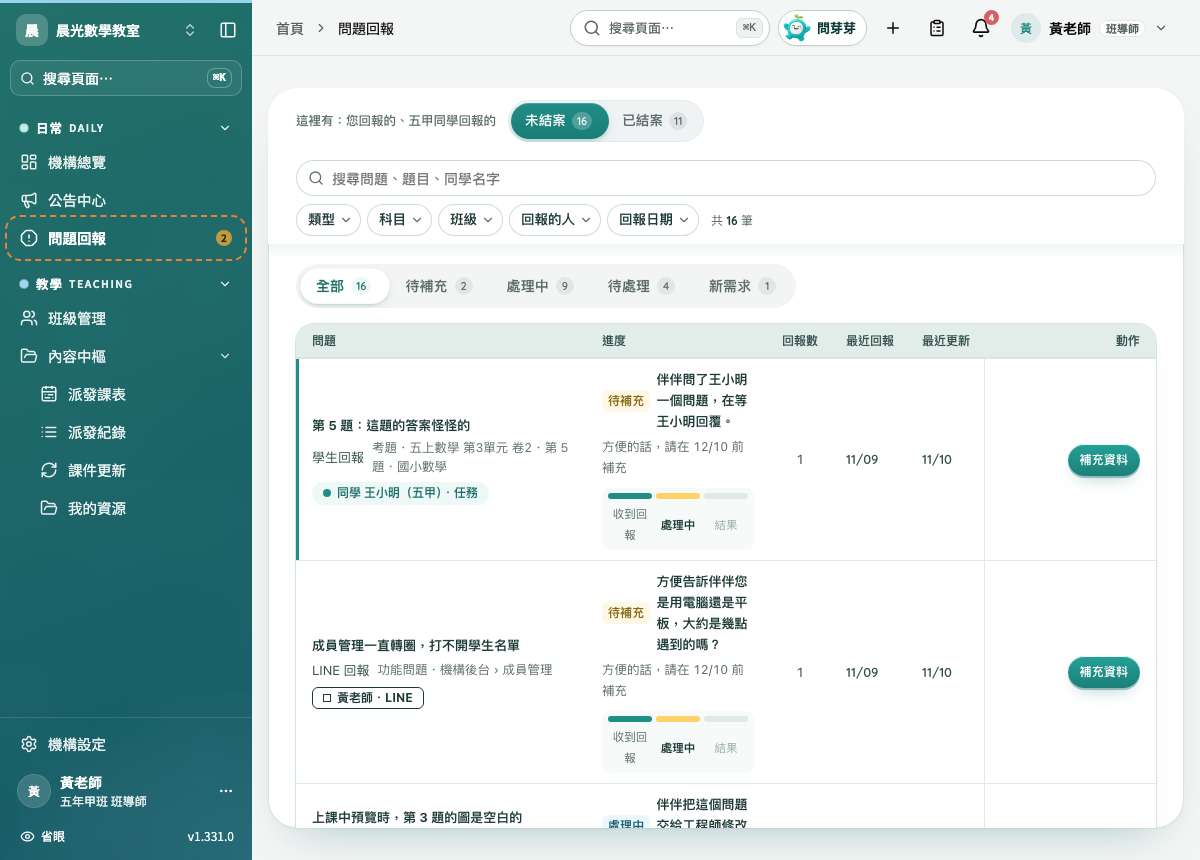 晨 晨光數學教室
搜尋頁面… ⌘K
日常 DAILY
機構總覽
公告中心
問題回報 2
教學 TEACHING
班級管理
內容中樞
派發課表
派發紀錄
課件更新
我的資源
機構設定
黃 黃老師
五年甲班 班導師
省眼 v1.331.0
首頁 › 問題回報
搜尋頁面… ⌘K
問芽芽
4
黃 黃老師 班導師
這裡有：您回報的、五甲同學回報的
未結案 16 已結案 11
搜尋問題、題目、同學名字
類型 科目 班級 回報的人 回報日期 共 16 筆
全部 16 待補充 2 處理中 9 待處理 4 新需求 1
問題 進度 回報數 最近回報 最近更新 動作
第 5 題：這題的答案怪怪的
學生回報 考題 · 五上數學 第3單元 卷2 · 第 5
題 · 國小數學
同學 王小明（五甲）· 任務
待補充
伴伴問了王小明
一個問題，在等
王小明回覆。
方便的話，請在 12/10 前
補充
收到回
報
處理中 結果
1 11/09 11/10 補充資料
成員管理一直轉圈，打不開學生名單
LINE 回報 功能問題 · 機構後台 › 成員管理
黃老師 · LINE
待補充
方便告訴伴伴您
是用電腦還是平
板，大約是幾點
遇到的嗎？
方便的話，請在 12/10 前
補充
收到回
報
處理中 結果
1 11/09 11/10 補充資料
上課中預覽時，第 3 題的圖是空白的
處理中
伴伴把這個問題
交給工程師修改